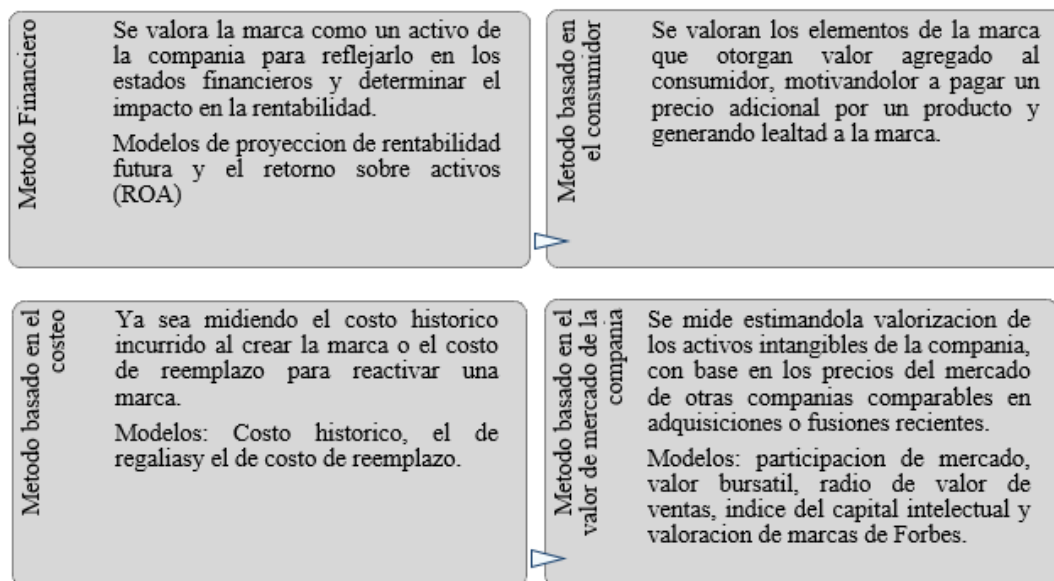 Metodo Financiero
Se valora la marca como un activo de
la compania para reflejarlo en los
estados financieros y determinar el
impacto en la rentabilidad.
Modelos de proyeccion de rentabilidad
futura y el retorno sobre activos
(ROA)
Metodo basado en
el consumidor
Se valoran los elementos de la marca
que otorgan valor agregado al
consumidor, motivandolor a pagar un
precio adicional por un producto y
generando lealtad a la marca.
Metodo basado en el
costeo
Ya sea midiendo el costo historico
incurrido al crear la marca o el costo
de reemplazo para reactivar una
marca.
Modelos: Costo historico, el de
regaliasy el de costo de reemplazo.
Metodo basado en el
valor de mercado de la
compania
Se mide estimandola valorizacion de
los activos intangibles de la compania,
con base en los precios del mercado
de otras companias comparables en
adquisiciones o fusiones recientes.
Modelos: participacion de mercado,
valor bursatil, radio de valor de
ventas, indice del capital intelectual y
valoracion de marcas de Forbes.